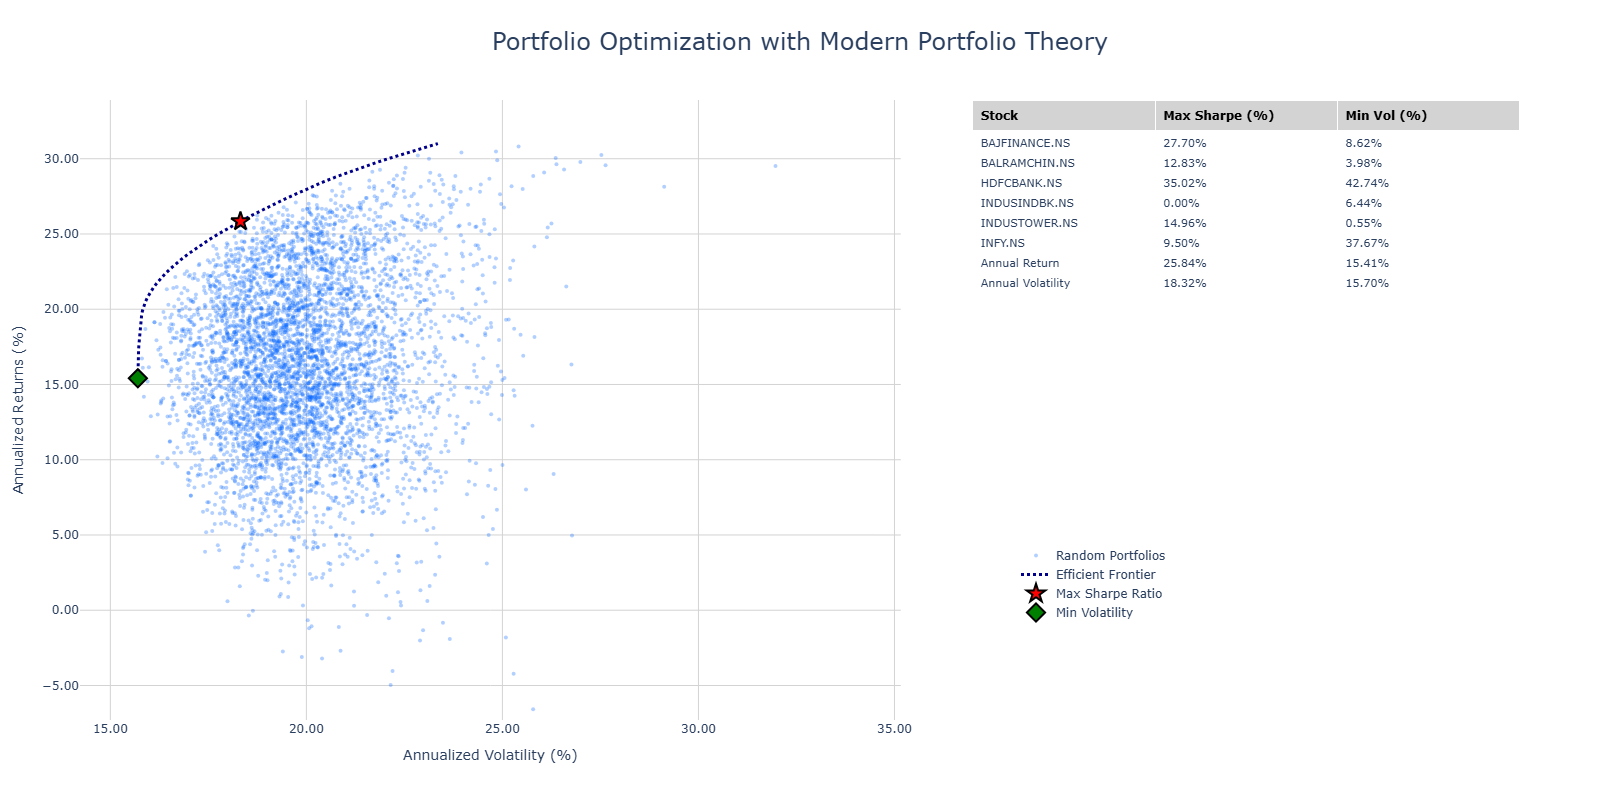 Portfolio Optimization with Modern Portfolio Theory
Annualized Returns (%)
30.00
25.00
20.00
15.00
10.00
5.00
0.00
−5.00
15.00 20.00 25.00 30.00 35.00
Annualized Volatility (%)
Stock Max Sharpe (%) Min Vol (%)
BAJFINANCE.NS 27.70% 8.62%
BALRAMCHIN.NS 12.83% 3.98%
HDFCBANK.NS 35.02% 42.74%
INDUSINDBK.NS 0.00% 6.44%
INDUSTOWER.NS 14.96% 0.55%
INFY.NS 9.50% 37.67%
Annual Return 25.84% 15.41%
Annual Volatility 18.32% 15.70%
Random Portfolios
Efficient Frontier
Max Sharpe Ratio
Min Volatility